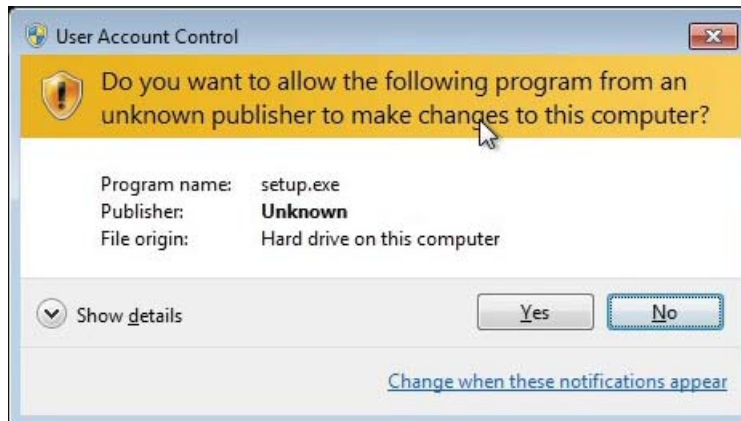 User Account Control
Do you want to allow the following program from an
unknown publisher to make changes to this computer?
Program name: setup.exe
Publisher: Unknown
File origin: Hard drive on this computer
Show details
Yes No
Change when these notifications appear